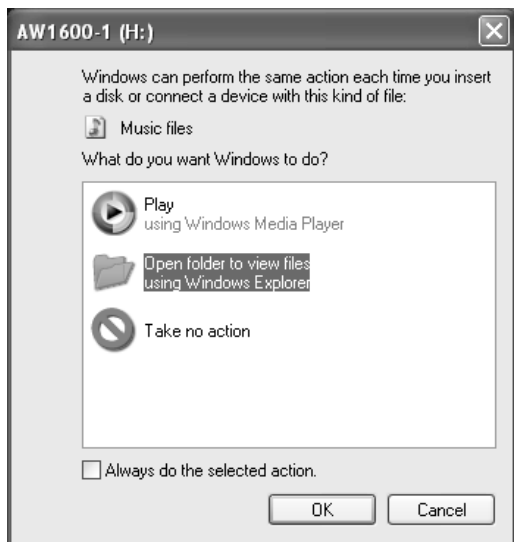 AW1600-1 (H:)
Windows can perform the same action each time you insert
a disk or connect a device with this kind of file:
Music files
What do you want Windows to do?
Play
using Windows Media Player
Open folder to view files
using Windows Explorer
Take no action
Always do the selected action.
OK
Cancel